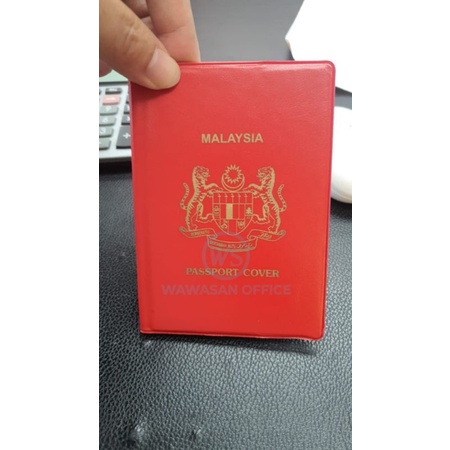 MALAYSIA
PASSPORT COVER
WS
WAWASAN OFFICE